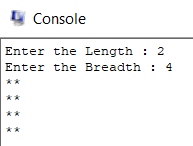 Console
Enter the Length : 2
Enter the Breadth : 4
**
**
**
**